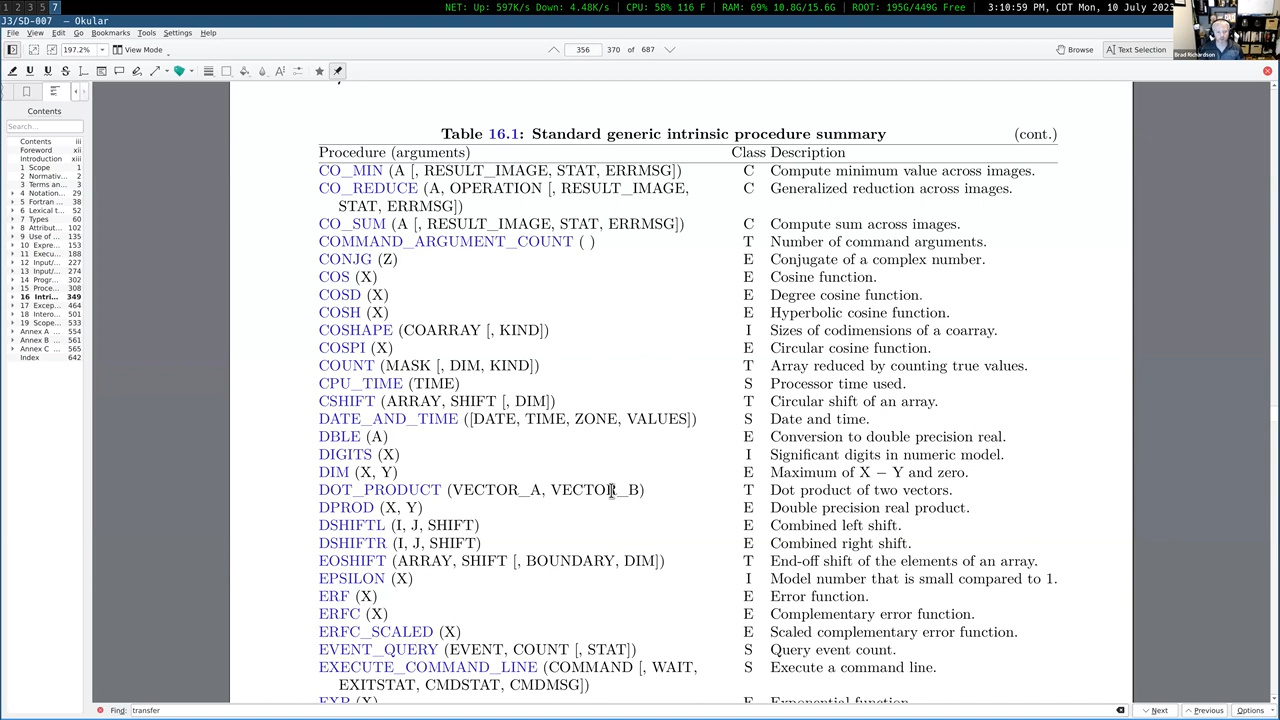 1 2 3 4 5 6 7
NET: Up: 597K/s Down: 4.48K/s | CPU: 58% 116 F | RAM: 69% 10.8G/15.6G | ROOT: 195G/449G Free | 3:10:59 PM, CDT Mon, 10 July 2023
J3/SD-007 – Okular
Brad Richardson
File View Edit Go Bookmarks Tools Settings Help
197.2% View Mode 356 370 of 687 Browse Text Selection
Contents
Search...
Contents iii
Foreword xii
Introduction xiii
1 Scope 1
2 Normativ... 2
3 Terms an... 3
4 Notation... 29
5 Fortran ... 38
6 Lexical t... 52
7 Types 60
8 Attribut... 102
9 Use of ... 135
10 Expre... 153
11 Execu... 188
12 Input/... 227
13 Input/... 274
14 Progr... 302
15 Proce... 308
16 Intri... 349
17 Excep... 464
18 Intero... 501
19 Scope... 533
Annex A ... 554
Annex B ... 561
Annex C ... 565
Index 642
Table 16.1: Standard generic intrinsic procedure summary (cont.)
Procedure (arguments) Class Description
CO_MIN (A [, RESULT_IMAGE, STAT, ERRMSG]) C Compute minimum value across images.
CO_REDUCE (A, OPERATION [, RESULT_IMAGE, C Generalized reduction across images.
STAT, ERRMSG])
CO_SUM (A [, RESULT_IMAGE, STAT, ERRMSG]) C Compute sum across images.
COMMAND_ARGUMENT_COUNT ( ) T Number of command arguments.
CONJG (Z) E Conjugate of a complex number.
COS (X) E Cosine function.
COSD (X) E Degree cosine function.
COSH (X) E Hyperbolic cosine function.
COSHAPE (COARRAY [, KIND]) I Sizes of codimensions of a coarray.
COSPI (X) E Circular cosine function.
COUNT (MASK [, DIM, KIND]) T Array reduced by counting true values.
CPU_TIME (TIME) S Processor time used.
CSHIFT (ARRAY, SHIFT [, DIM]) T Circular shift of an array.
DATE_AND_TIME ([DATE, TIME, ZONE, VALUES]) S Date and time.
DBLE (A) E Conversion to double precision real.
DIGITS (X) I Significant digits in numeric model.
DIM (X, Y) E Maximum of X − Y and zero.
DOT_PRODUCT (VECTOR_A, VECTOR_B) T Dot product of two vectors.
DPROD (X, Y) E Double precision real product.
DSHIFTL (I, J, SHIFT) E Combined left shift.
DSHIFTR (I, J, SHIFT) E Combined right shift.
EOSHIFT (ARRAY, SHIFT [, BOUNDARY, DIM]) T End-off shift of the elements of an array.
EPSILON (X) I Model number that is small compared to 1.
ERF (X) E Error function.
ERFC (X) E Complementary error function.
ERFC_SCALED (X) E Scaled complementary error function.
EVENT_QUERY (EVENT, COUNT [, STAT]) S Query event count.
EXECUTE_COMMAND_LINE (COMMAND [, WAIT, S Execute a command line.
EXITSTAT, CMDSTAT, CMDMSG])
EXP (X) E Exponential function.
Find: transfer Next Previous Options